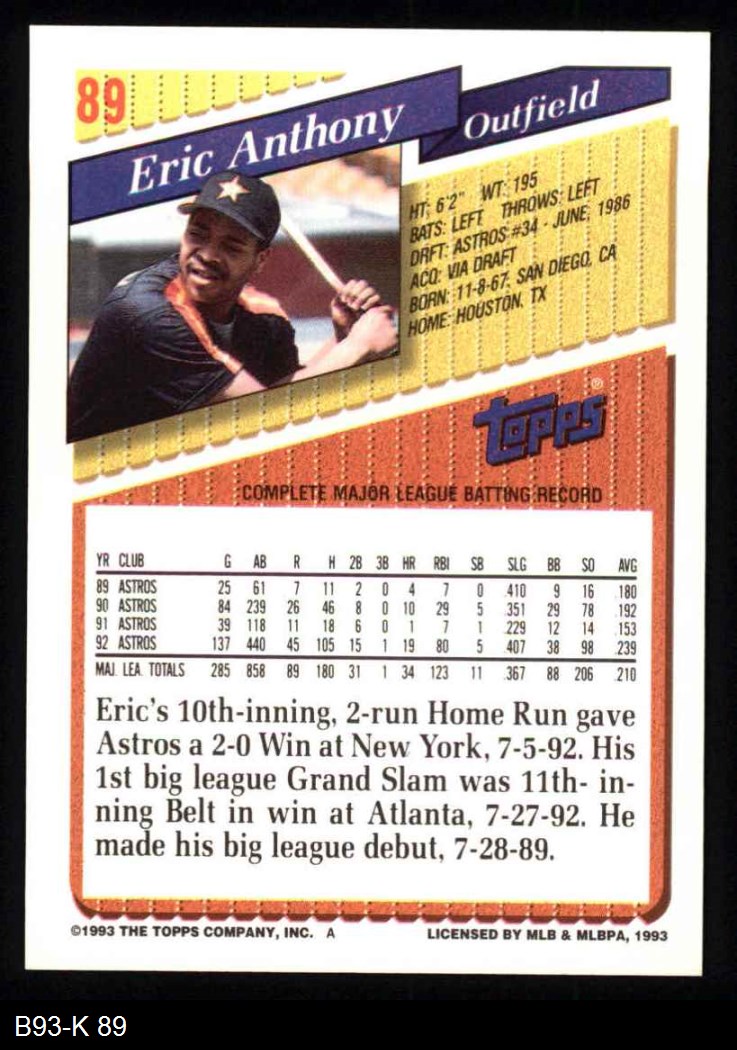 89
Eric Anthony
Outfield
HT: 6'2" WT: 195
BATS: LEFT THROWS: LEFT
DRFT: ASTROS #34 - JUNE, 1986
ACQ: VIA DRAFT
BORN: 11-8-67, SAN DIEGO, CA
HOME: HOUSTON, TX
Topps®
COMPLETE MAJOR LEAGUE BATTING RECORD
YR CLUB G AB R H 2B 3B HR RBI SB SLG BB SO AVG
89 ASTROS 25 61 7 11 2 0 4 7 0 .410 9 16 .180
90 ASTROS 84 239 26 46 8 0 10 29 5 .351 29 78 .192
91 ASTROS 39 118 11 18 6 0 1 7 1 .229 12 14 .153
92 ASTROS 137 440 45 105 15 1 19 80 5 .407 38 98 .239
MAJ. LEA. TOTALS 285 858 89 180 31 1 34 123 11 .367 88 206 .210
Eric's 10th-inning, 2-run Home Run gave
Astros a 2-0 Win at New York, 7-5-92. His
1st big league Grand Slam was 11th- in-
ning Belt in win at Atlanta, 7-27-92. He
made his big league debut, 7-28-89.
©1993 THE TOPPS COMPANY, INC. A
LICENSED BY MLB & MLBPA, 1993
B93-K 89